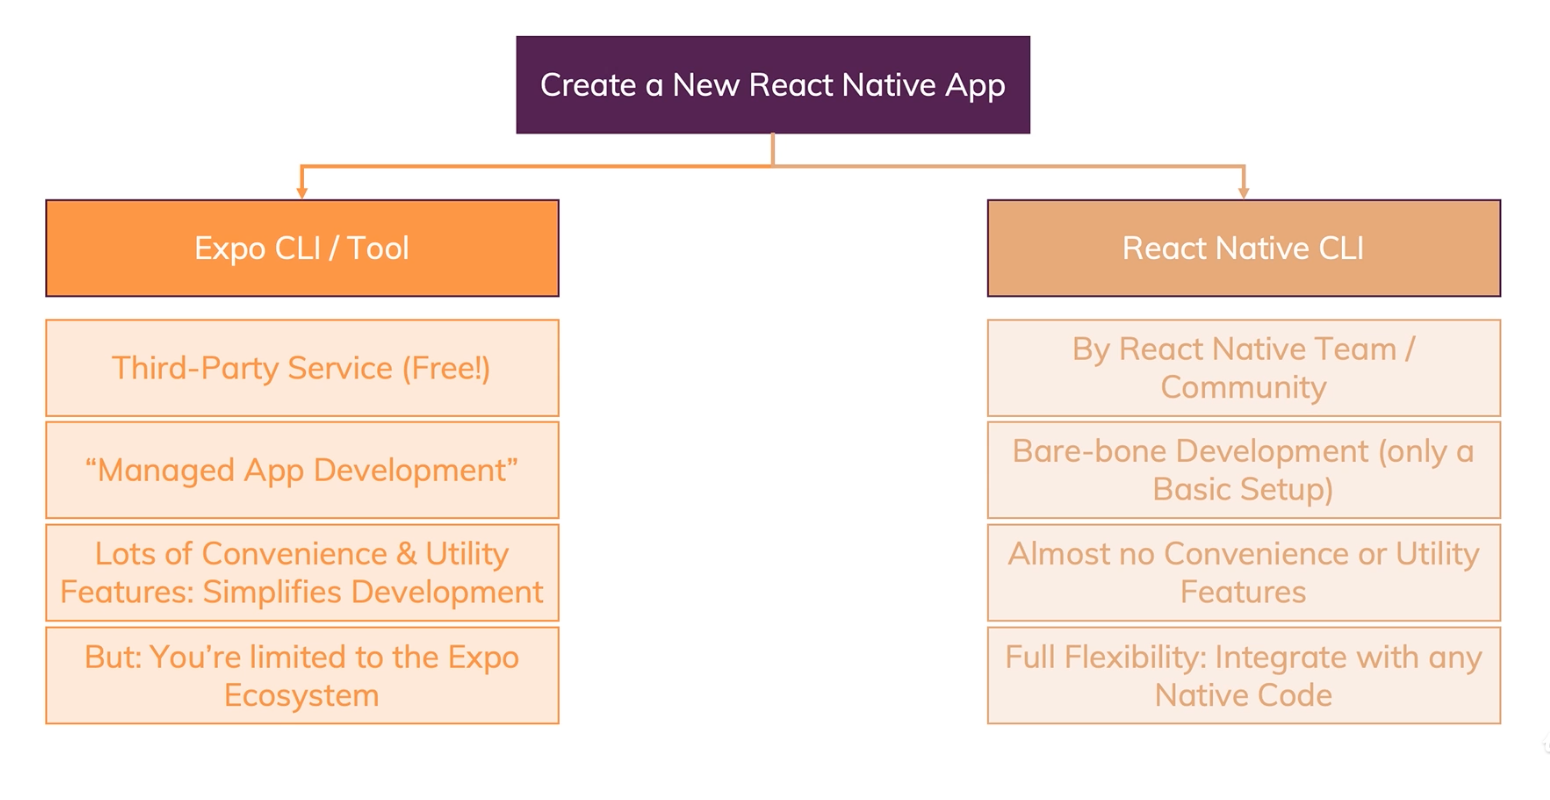 Create a New React Native App
Expo CLI / Tool
Third-Party Service (Free!)
“Managed App Development”
Lots of Convenience & Utility
Features: Simplifies Development
But: You’re limited to the Expo
Ecosystem
React Native CLI
By React Native Team /
Community
Bare-bone Development (only a
Basic Setup)
Almost no Convenience or Utility
Features
Full Flexibility: Integrate with any
Native Code